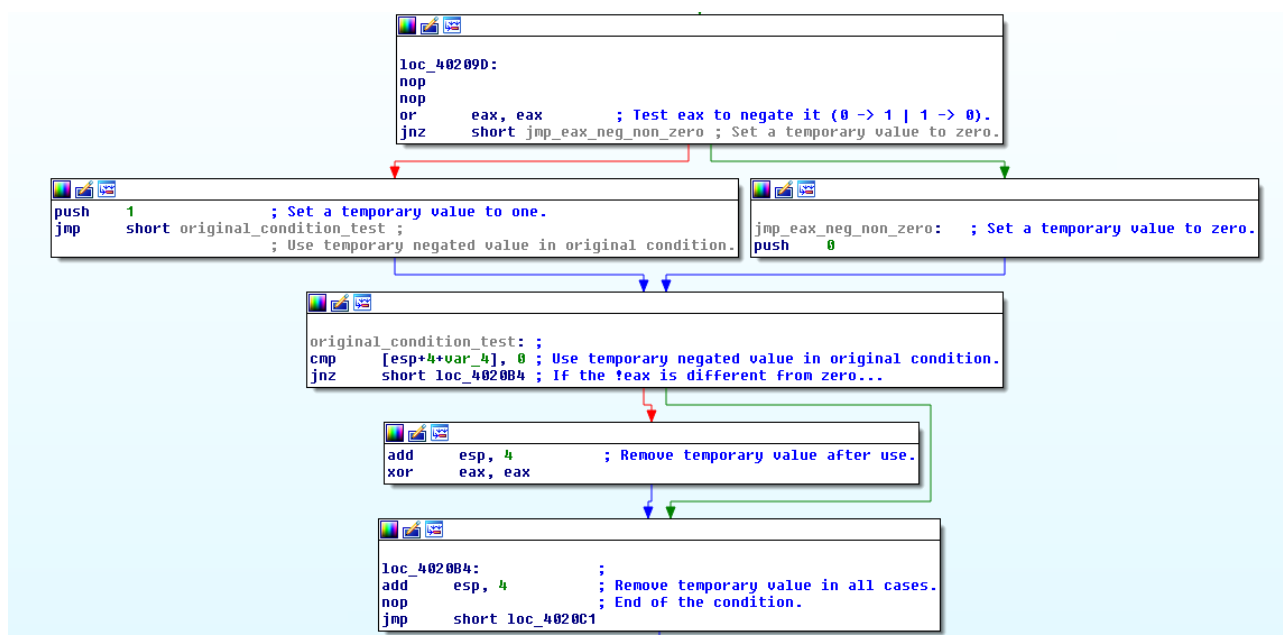 loc_40209D:
nop
nop
or eax, eax ; Test eax to negate it (0 -> 1 | 1 -> 0).
jnz short jmp_eax_neg_non_zero ; Set a temporary value to zero.
push 1 ; Set a temporary value to one.
jmp short original_condition_test ;
; Use temporary negated value in original condition.
jmp_eax_neg_non_zero: ; Set a temporary value to zero.
push 0
original_condition_test: ;
cmp [esp+4+var_4], 0 ; Use temporary negated value in original condition.
jnz short loc_4020B4 ; If the !eax is different from zero...
add esp, 4 ; Remove temporary value after use.
xor eax, eax
loc_4020B4: ;
add esp, 4 ; Remove temporary value in all cases.
nop ; End of the condition.
jmp short loc_4020C1